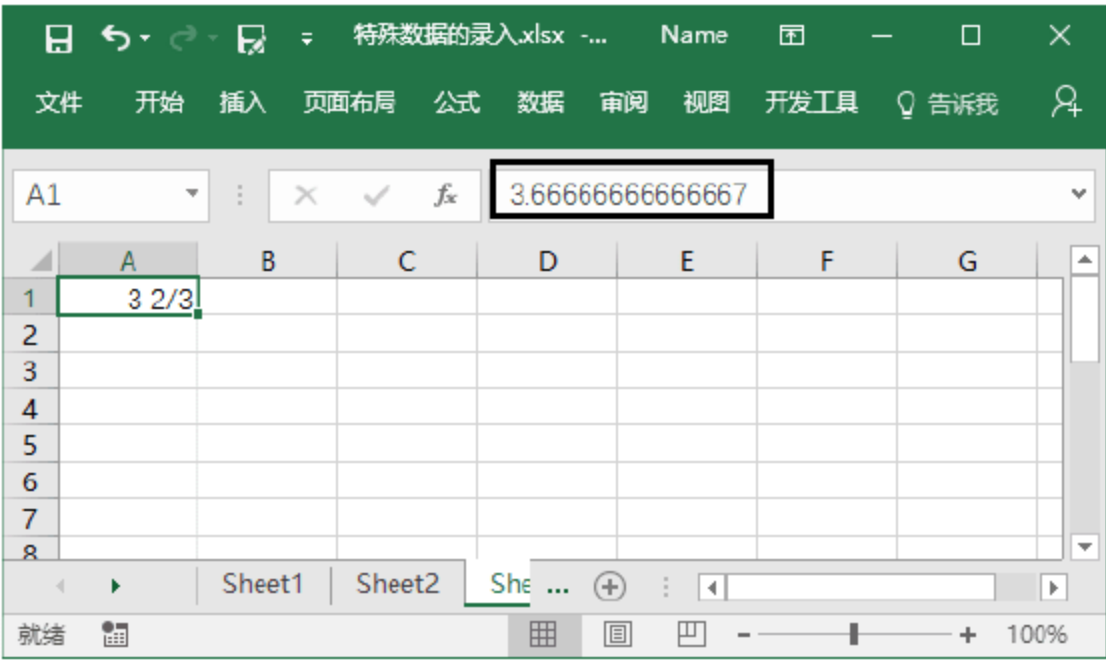 特殊数据的录入.xlsx -... Name
文件 开始 插入 页面布局 公式 数据 审阅 视图 开发工具 告诉我
A1 fx 3.66666666666667
A B C D E F G
1 3 2/3
2
3
4
5
6
7
8
Sheet1 Sheet2 She ...
就绪 100%